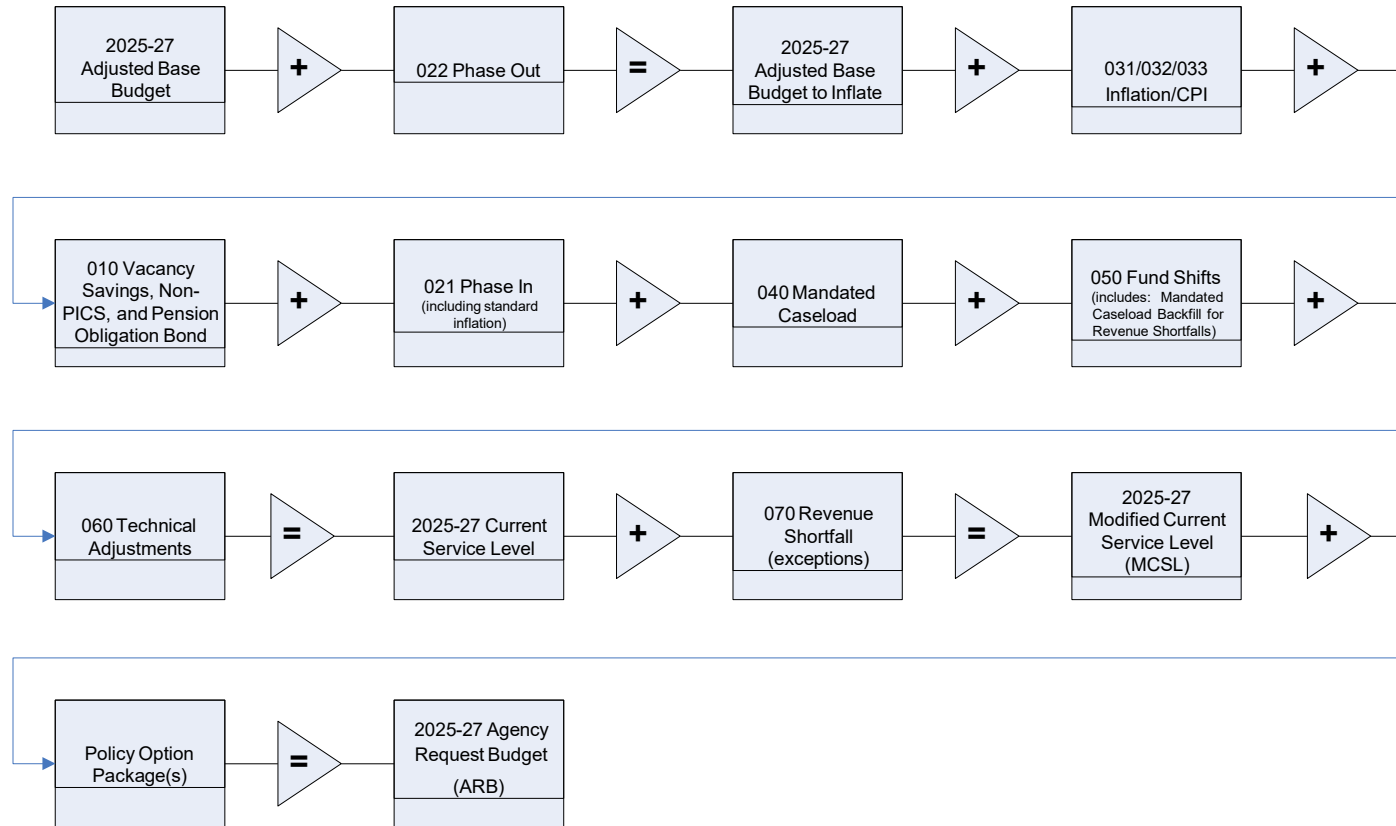 2025-27
Adjusted Base
Budget
+
022 Phase Out
=
2025-27
Adjusted Base
Budget to Inflate
+
031/032/033
Inflation/CPI
+
010 Vacancy
Savings, Non-
PICS, and Pension
Obligation Bond
+
021 Phase In
(including standard
inflation)
+
040 Mandated
Caseload
+
050 Fund Shifts
(includes: Mandated
Caseload Backfill for
Revenue Shortfalls)
+
060 Technical
Adjustments
=
2025-27 Current
Service Level
+
070 Revenue
Shortfall
(exceptions)
=
2025-27
Modified Current
Service Level
(MCSL)
+
Policy Option
Package(s)
=
2025-27 Agency
Request Budget
(ARB)